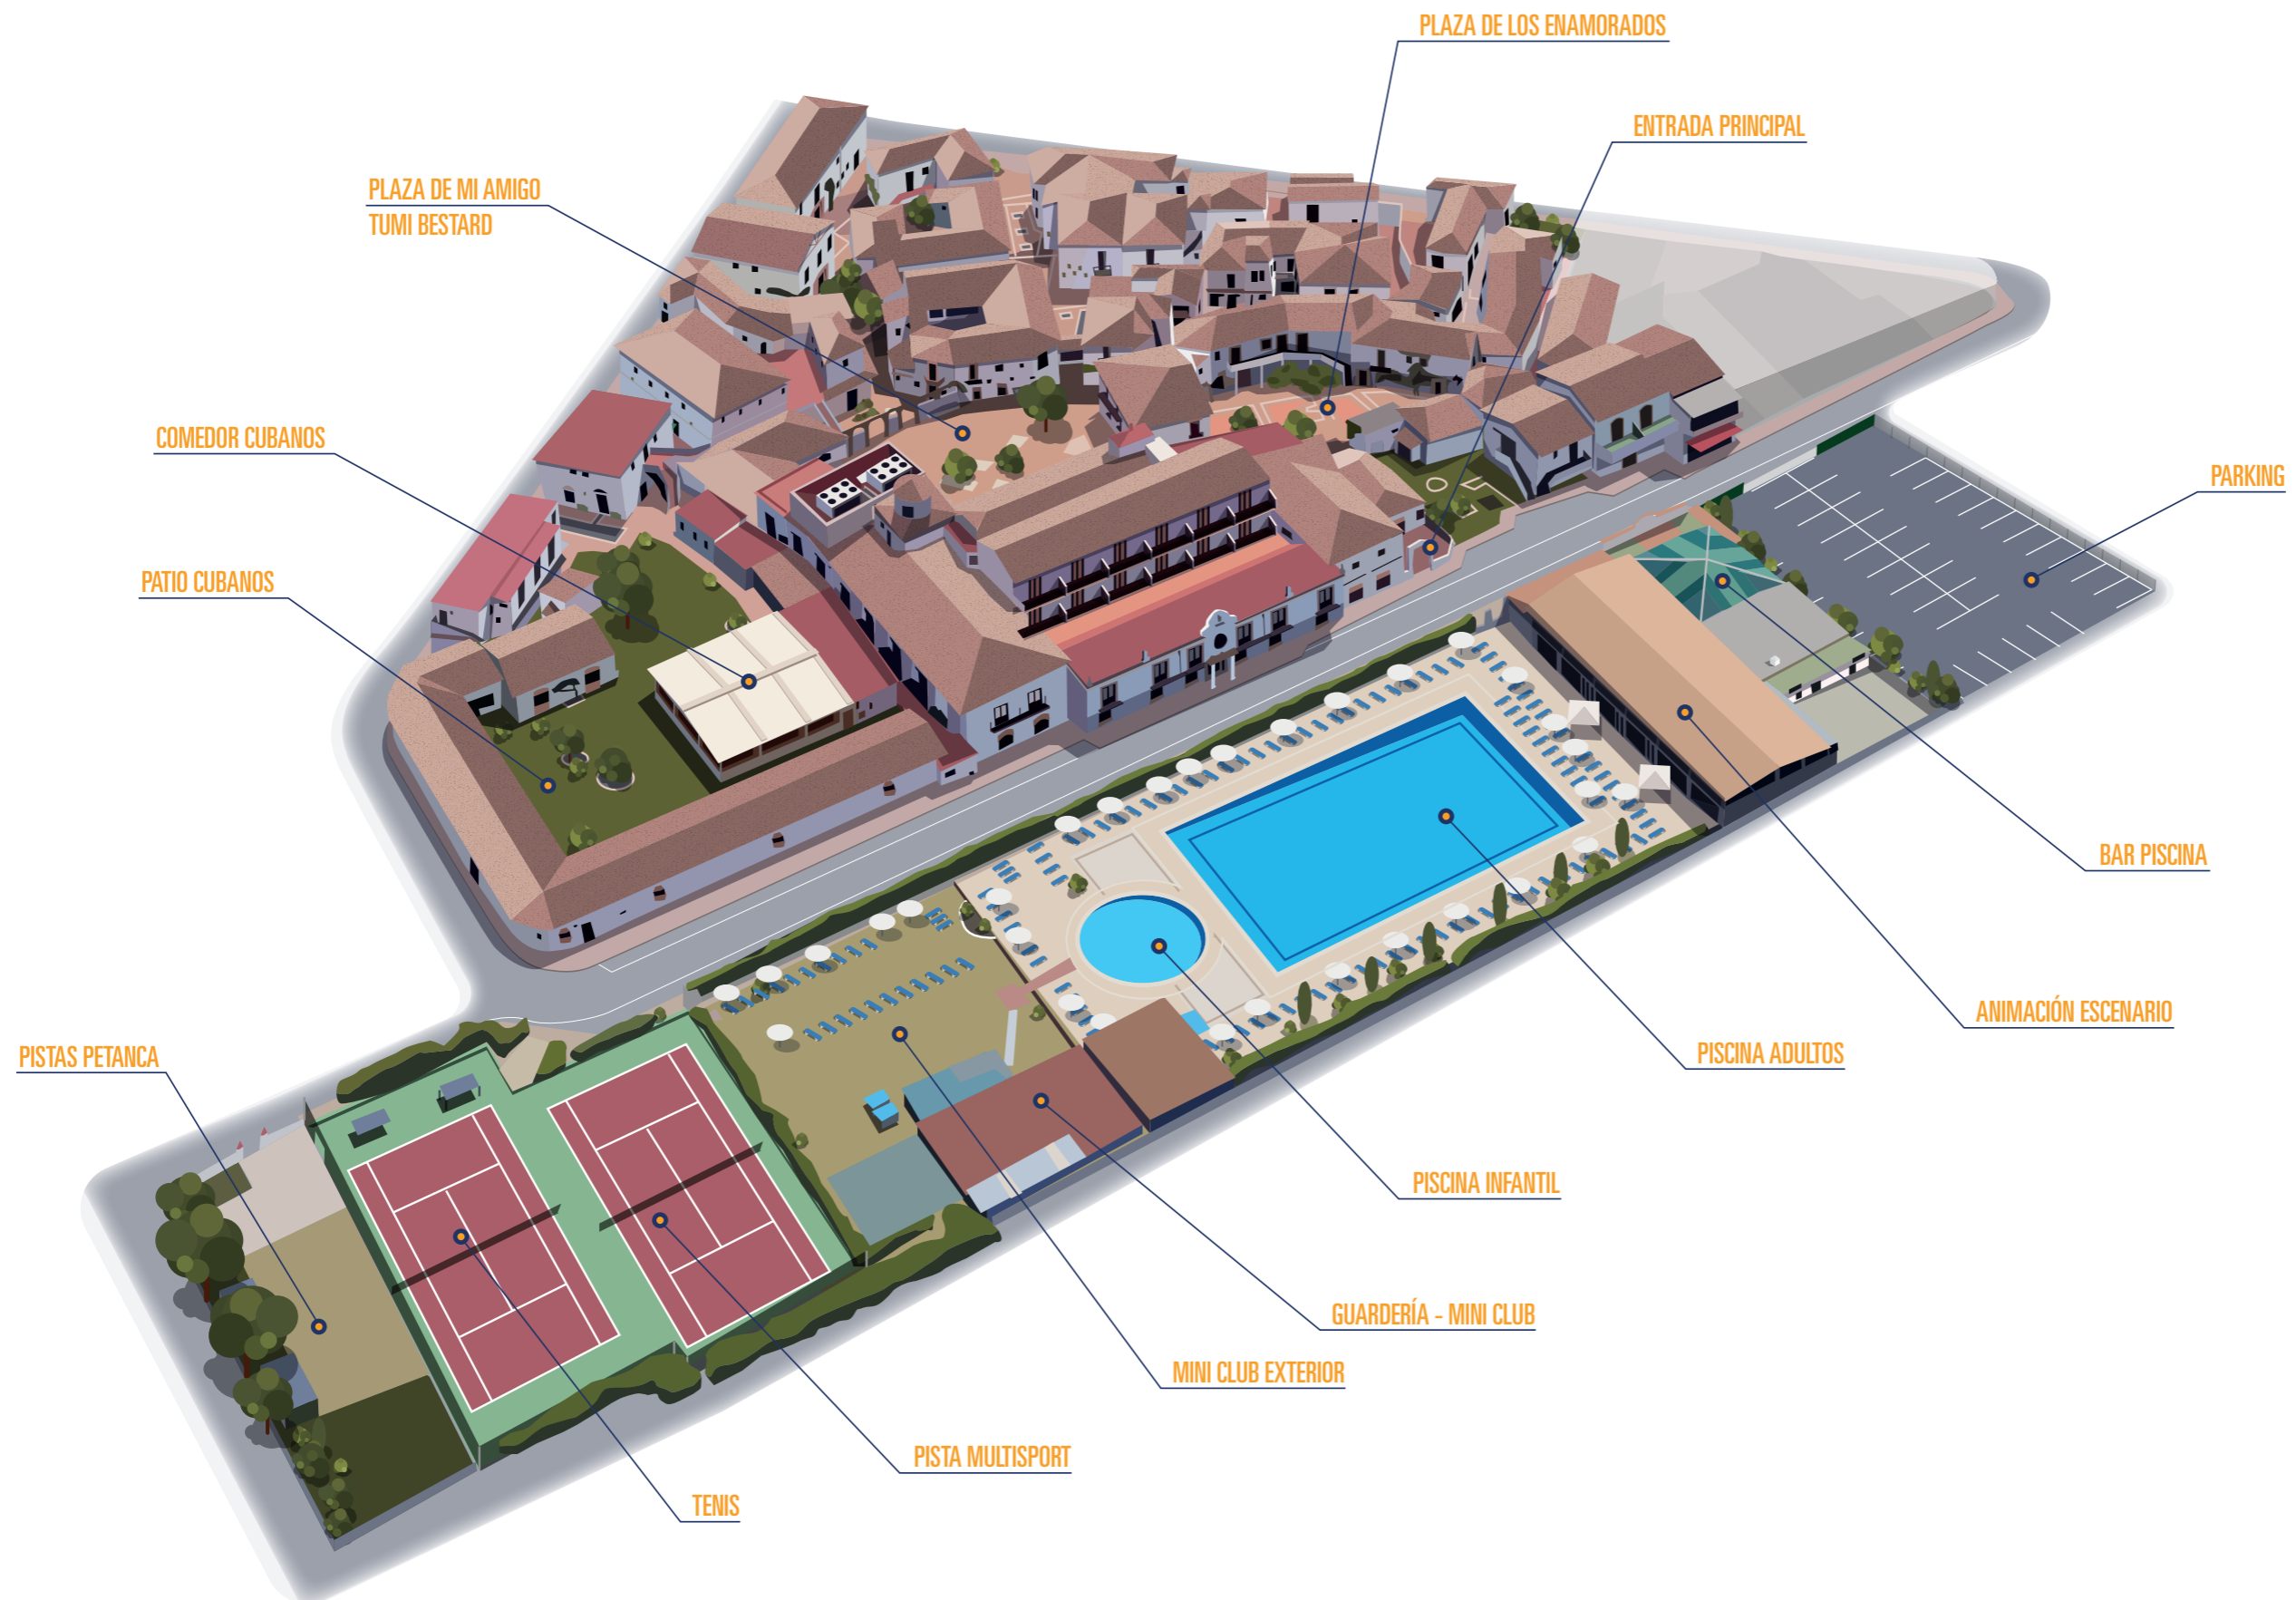 PLAZA DE LOS ENAMORADOS
ENTRADA PRINCIPAL
PLAZA DE MI AMIGO
TUMI BESTARD
COMEDOR CUBANOS
PARKING
PATIO CUBANOS
BAR PISCINA
ANIMACIÓN ESCENARIO
PISTAS PETANCA
PISCINA ADULTOS
PISCINA INFANTIL
GUARDERÍA - MINI CLUB
MINI CLUB EXTERIOR
PISTA MULTISPORT
TENIS